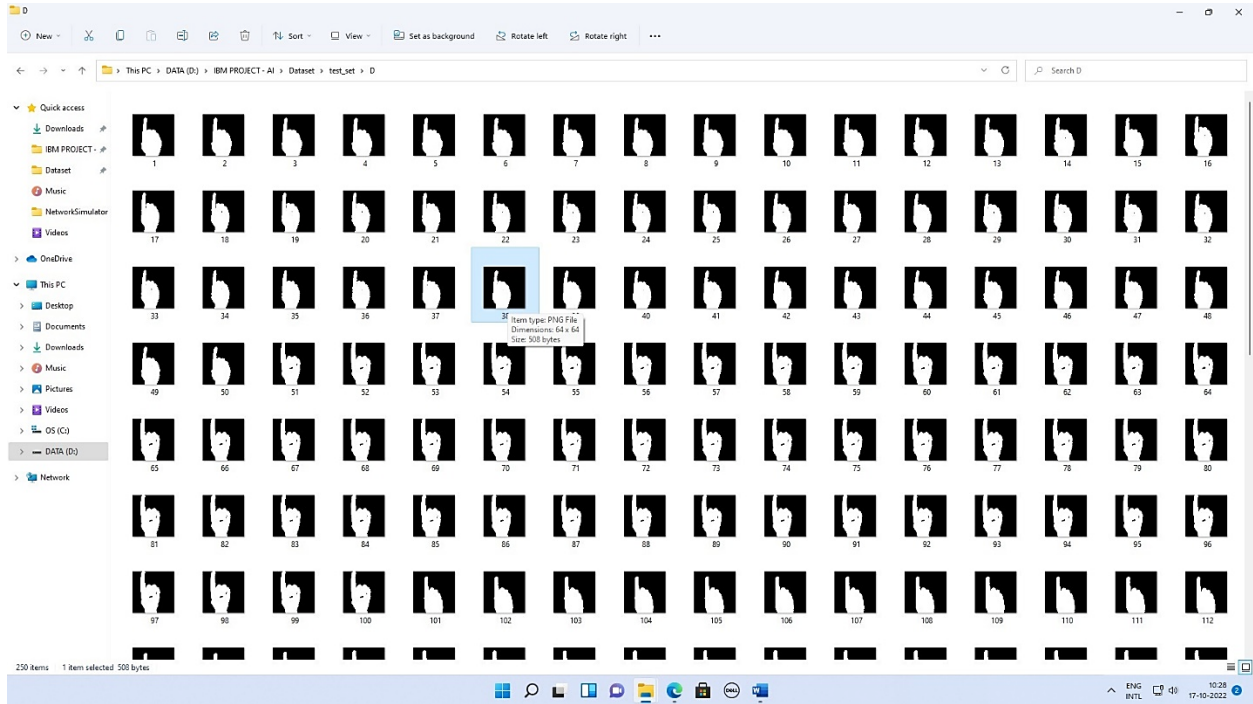 D
New Sort View Set as background Rotate left Rotate right ...
This PC > DATA (D:) > IBM PROJECT - AI > Dataset > test_set > D
Search D
Quick access
Downloads
IBM PROJECT -
Dataset
Music
NetworkSimulator
Videos
OneDrive
This PC
Desktop
Documents
Downloads
Music
Pictures
Videos
OS (C:)
DATA (D:)
Network
1 2 3 4 5 6 7 8 9 10 11 12 13 14 15 16
17 18 19 20 21 22 23 24 25 26 27 28 29 30 31 32
33 34 35 36 37 40 41 42 43 44 45 46 47 48
Item type: PNG File
Dimensions: 64 x 64
Size: 508 bytes
49 50 51 52 53 54 55 56 57 58 59 60 61 62 63 64
65 66 67 68 69 70 71 72 73 74 75 76 77 78 79 80
81 82 83 84 85 86 87 88 89 90 91 92 93 94 95 96
97 98 99 100 101 102 103 104 105 106 107 108 109 110 111 112
250 items 1 item selected 508 bytes
DELL
W
ENG
INTL
10:28
17-10-2022
2